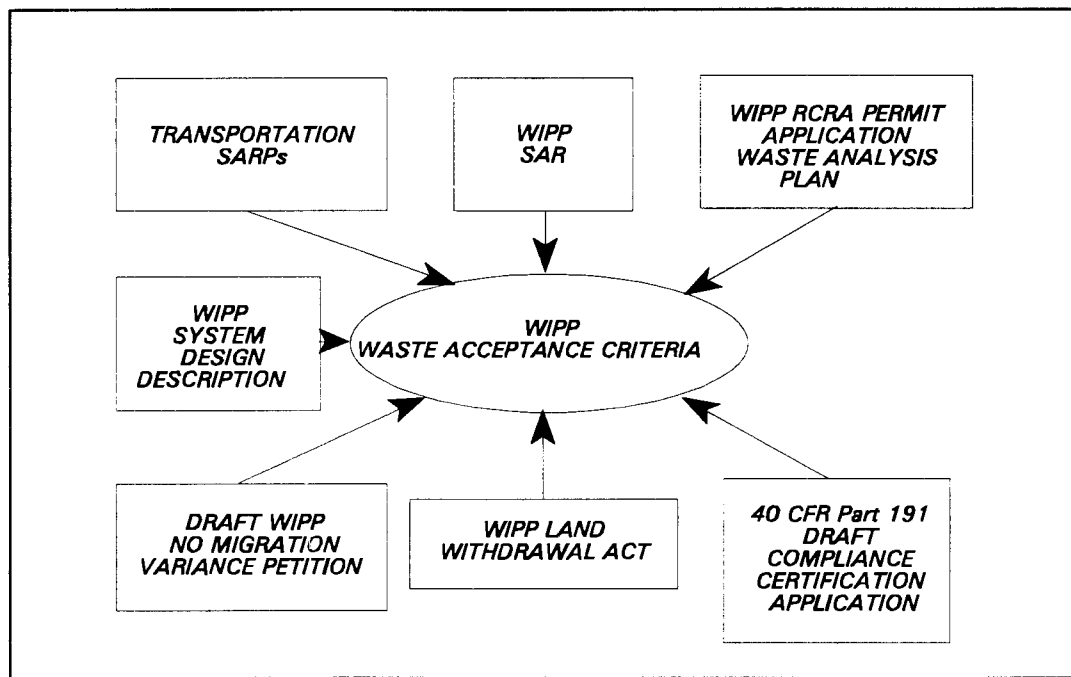 TRANSPORTATION
SARPs
WIPP
SAR
WIPP RCRA PERMIT
APPLICATION
WASTE ANALYSIS
PLAN
WIPP
SYSTEM
DESIGN
DESCRIPTION
WIPP
WASTE ACCEPTANCE CRITERIA
DRAFT WIPP
NO MIGRATION
VARIANCE PETITION
WIPP LAND
WITHDRAWAL ACT
40 CFR Part 191
DRAFT
COMPLIANCE
CERTIFICATION
APPLICATION